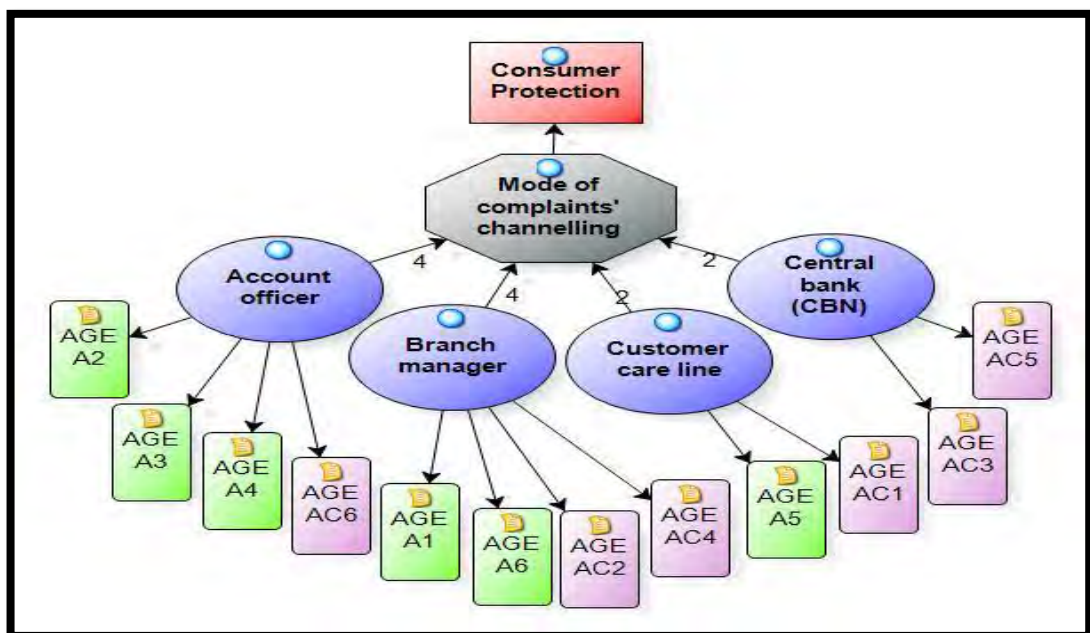 Consumer
Protection
Mode of
complaints'
channelling
4
4
2
2
Account
officer
Branch
manager
Customer
care line
Central
bank
(CBN)
AGE
A2
AGE
A3
AGE
A4
AGE
AC6
AGE
A1
AGE
A6
AGE
AC2
AGE
AC4
AGE
A5
AGE
AC1
AGE
AC3
AGE
AC5